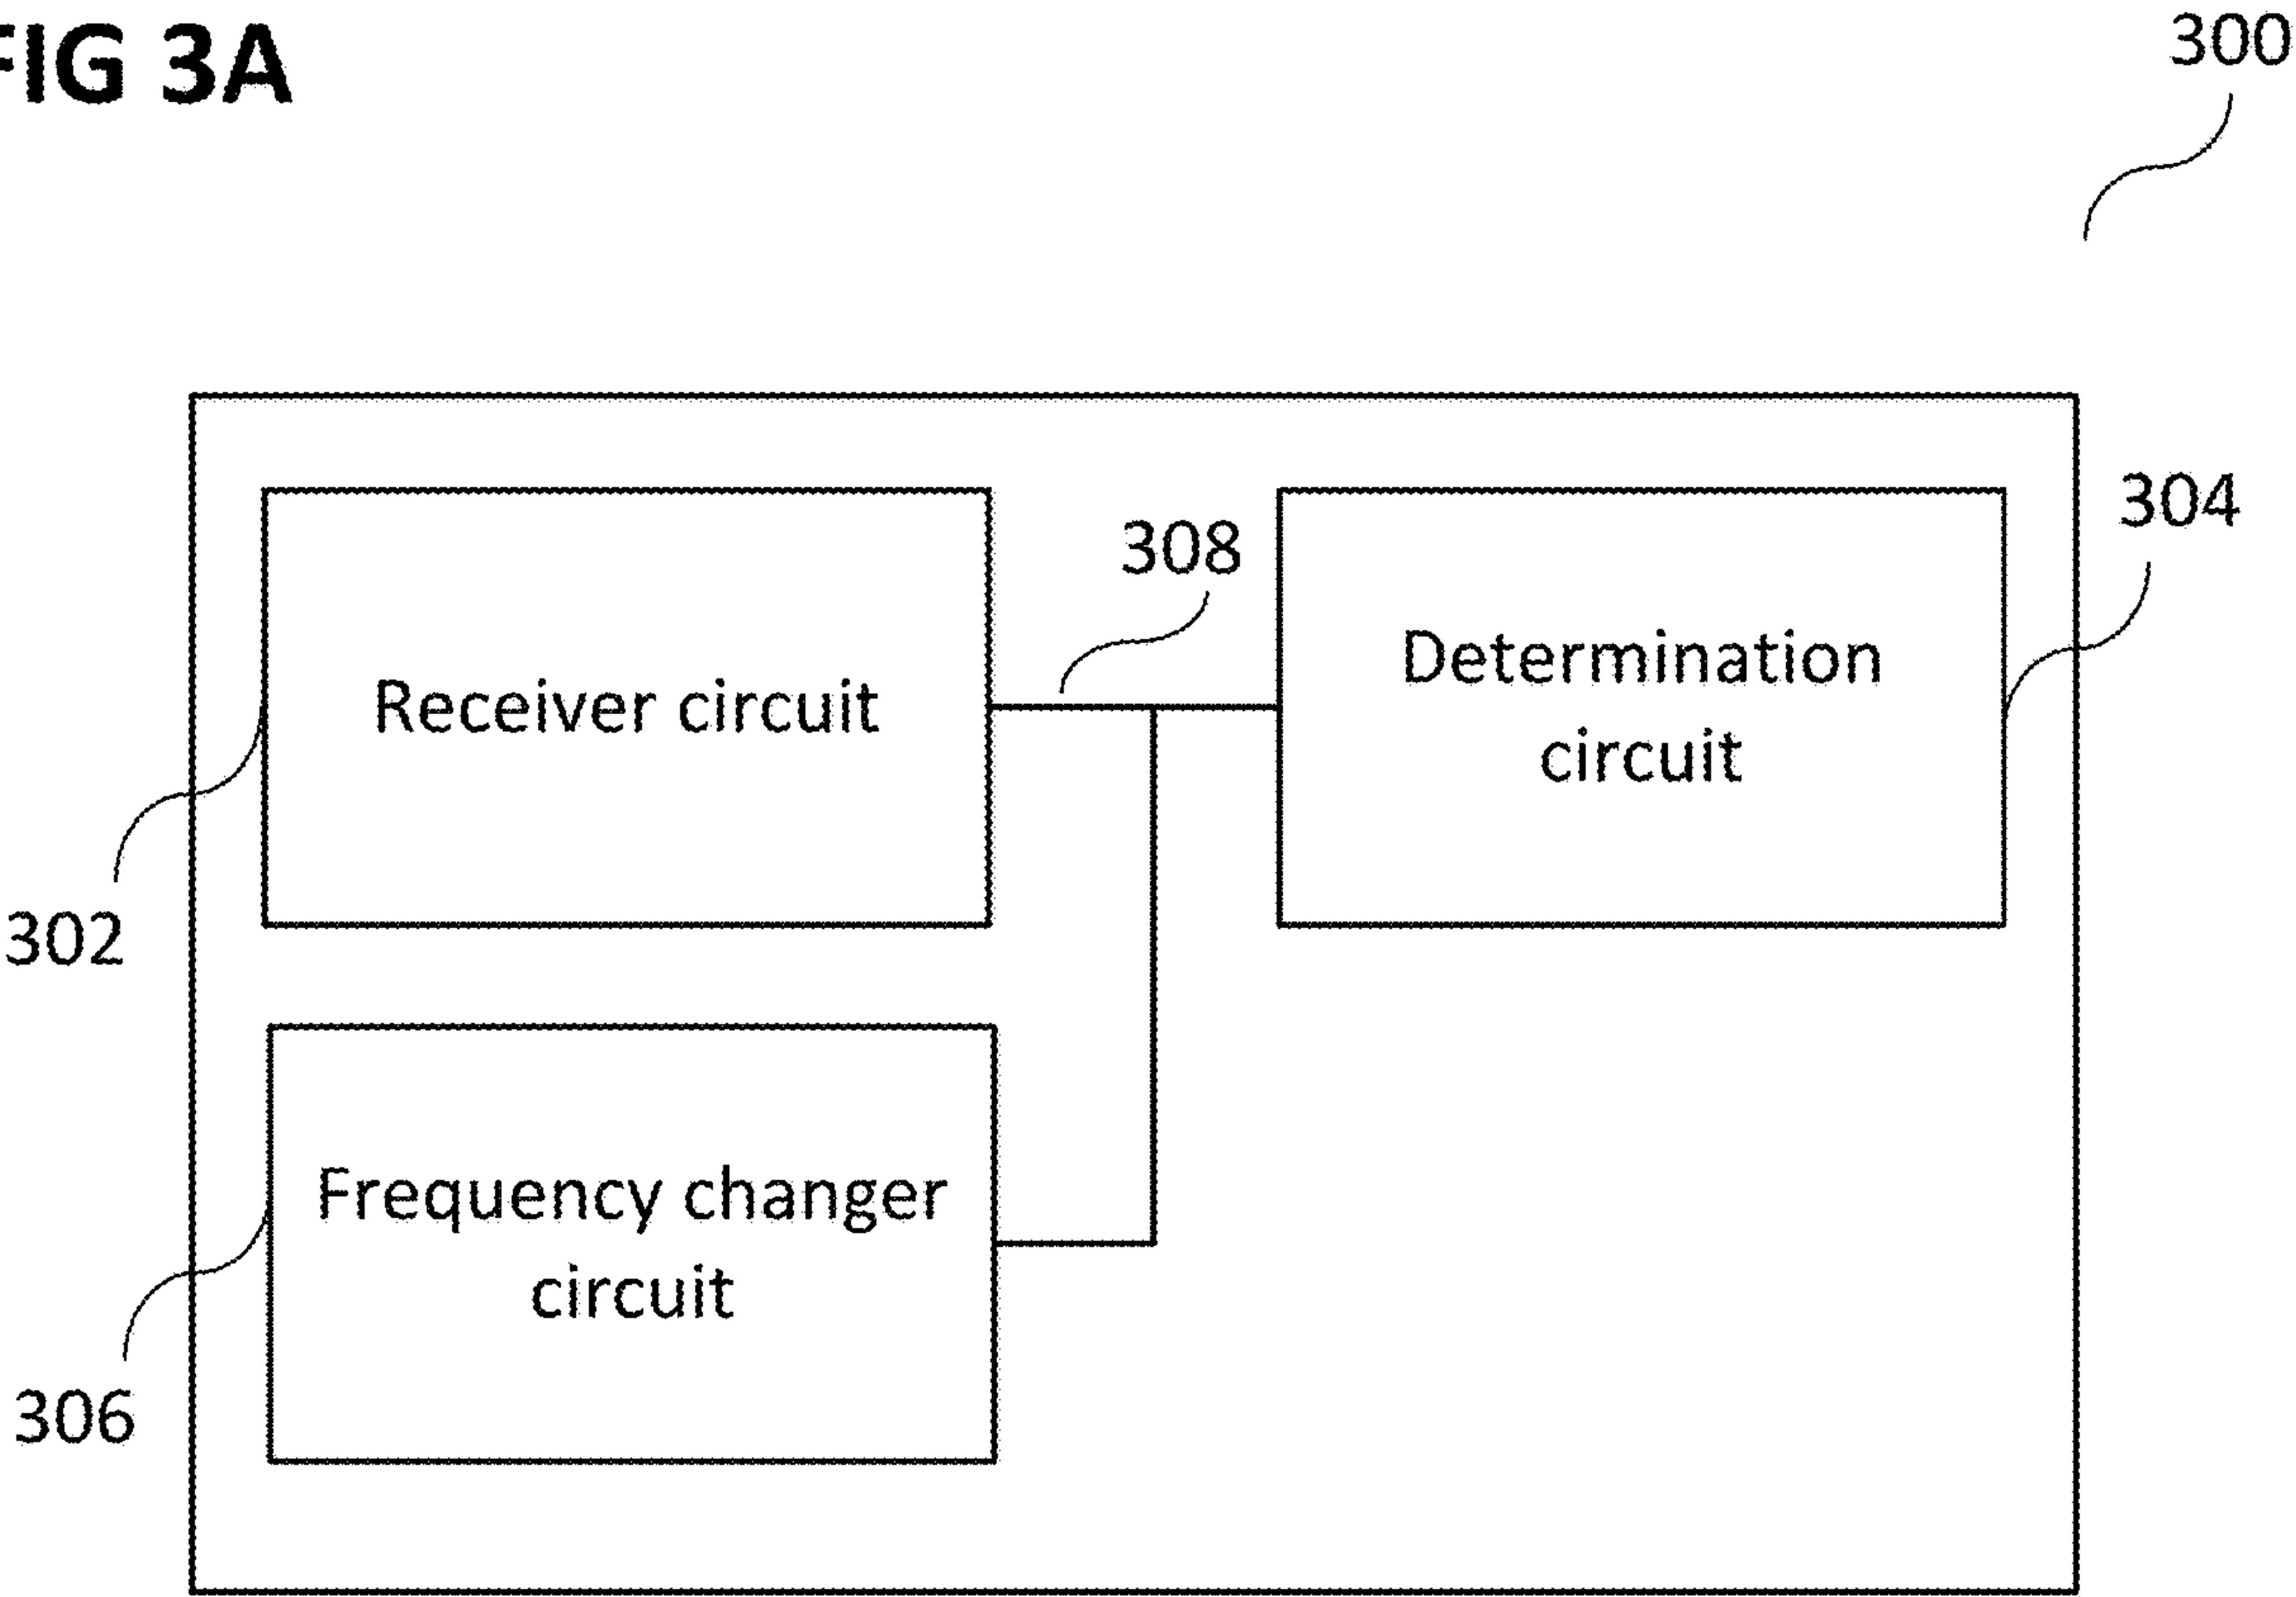 FIG 3A
300
304
308
Receiver circuit
Determination
circuit
302
Frequency changer
circuit
306